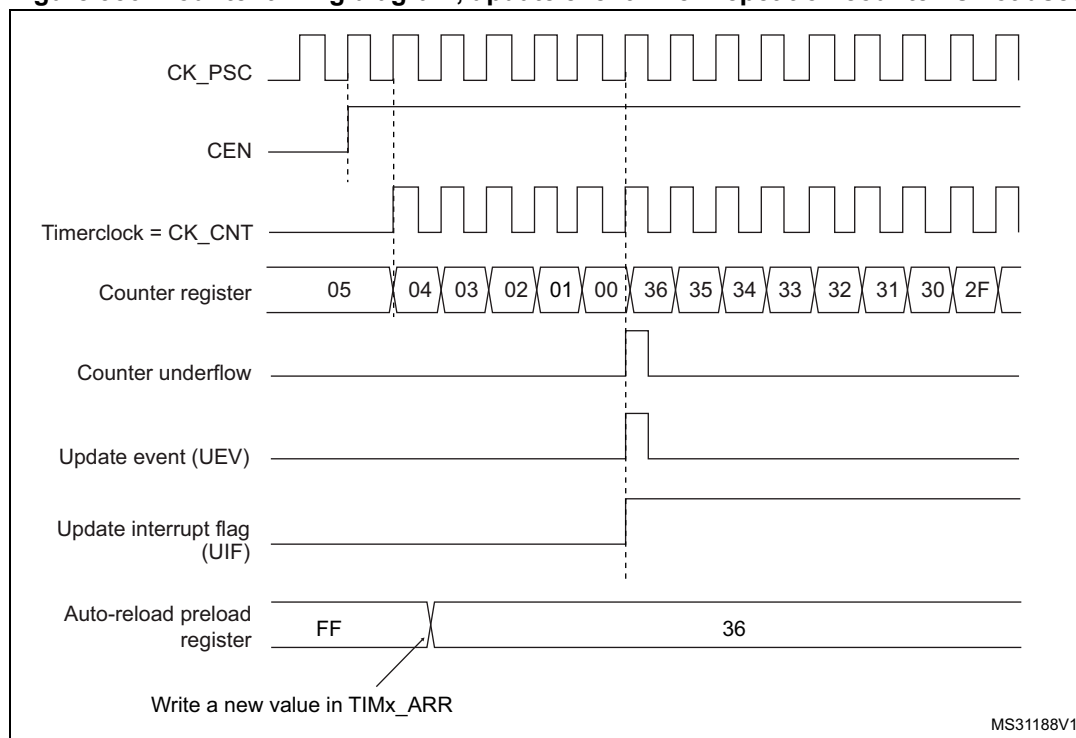 CK_PSC
CEN
Timerclock = CK_CNT
Counter register 05 04 03 02 01 00 36 35 34 33 32 31 30 2F
Counter underflow
Update event (UEV)
Update interrupt flag
(UIF)
Auto-reload preload
register
FF 36
Write a new value in TIMx_ARR
MS31188V1